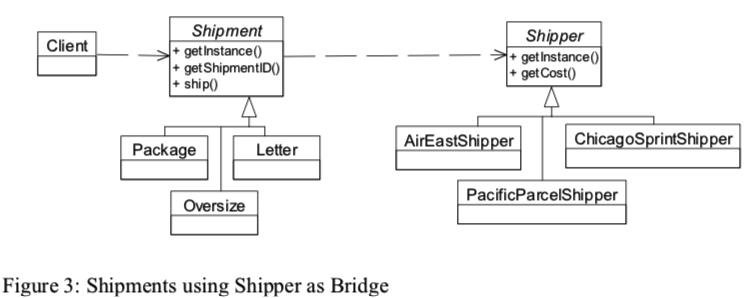 Client
Shipment
+ getInstance()
+ getShipmentID()
+ ship()
Shipper
+ getInstance()
+ getCost()
Package
Letter
Oversize
AirEastShipper
ChicagoSprintShipper
PacificParcelShipper
Figure 3: Shipments using Shipper as Bridge